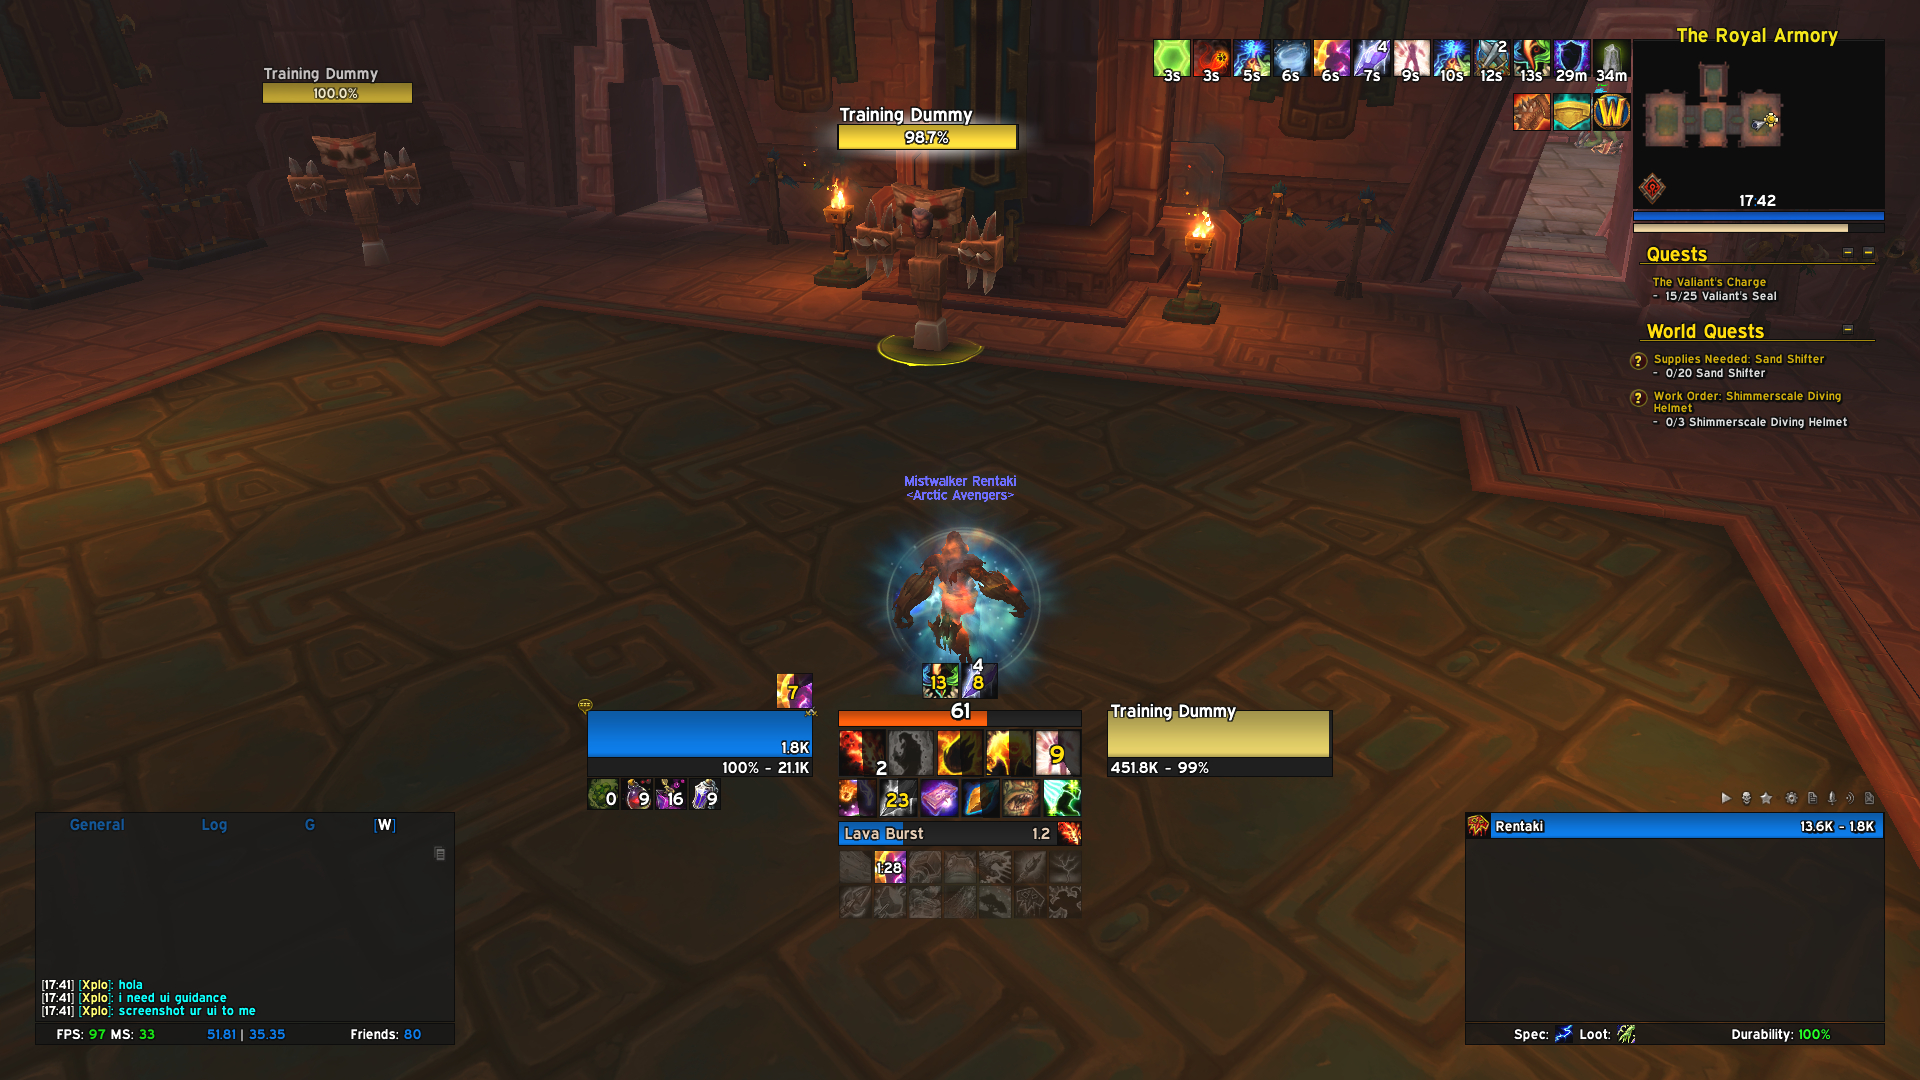 The Royal Armory
Training Dummy
100.0%
Training Dummy
98.7%
3s 3s 5s 6s 6s 4 7s 9s 10s 2 12s 13s 29m 34m
W
17:42
Quests
The Valiant's Charge
- 15/25 Valiant's Seal
World Quests
? Supplies Needed: Sand Shifter
- 0/20 Sand Shifter
? Work Order: Shimmerscale Diving
Helmet
- 0/3 Shimmerscale Diving Helmet
Mistwalker Rentaki
<Arctic Avengers>
13 4 8
7
61
1.8K
100% - 21.1K
2 9
Training Dummy
451.8K - 99%
0 9 16 9
23
Lava Burst 1.2
1:28
General Log G [W]
[17:41] [Xplo]: hola
[17:41] [Xplo]: i need ui guidance
[17:41] [Xplo]: screenshot ur ui to me
FPS: 97 MS: 33 51.81 | 35.35 Friends: 80
Rentaki 13.6K - 1.8K
Spec: Loot: Durability: 100%